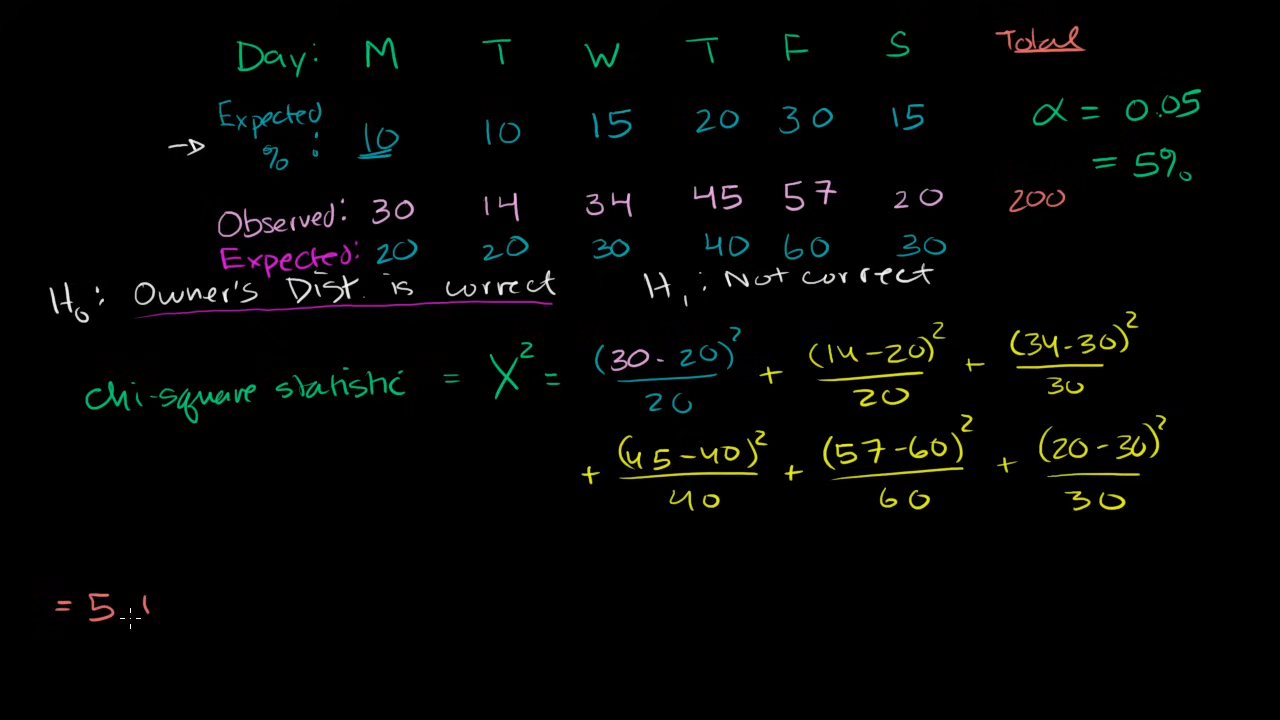 Day: M T W T F S Total
Expected %: 10 10 15 20 30 15
α = 0.05
= 5%
Observed: 30 14 34 45 57 20 200
Expected: 20 20 30 40 60 30
H₀: Owner's Dist. is correct H₁: Not correct
chi-square statistic = X² = (30-20)²/20 + (14-20)²/20 + (34-30)²/30
+ (45-40)²/40 + (57-60)²/60 + (20-30)²/30
= 5